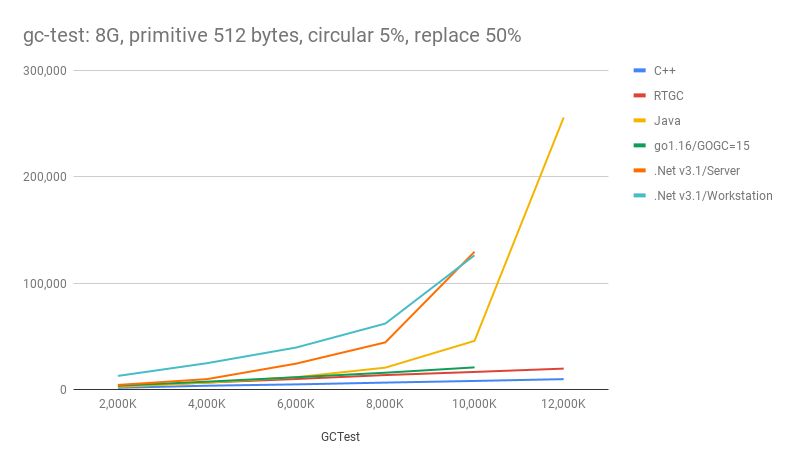 gc-test: 8G, primitive 512 bytes, circular 5%, replace 50%
300,000
200,000
100,000
0
2,000K 4,000K 6,000K 8,000K 10,000K 12,000K
GCTest
C++
RTGC
Java
go1.16/GOGC=15
.Net v3.1/Server
.Net v3.1/Workstation